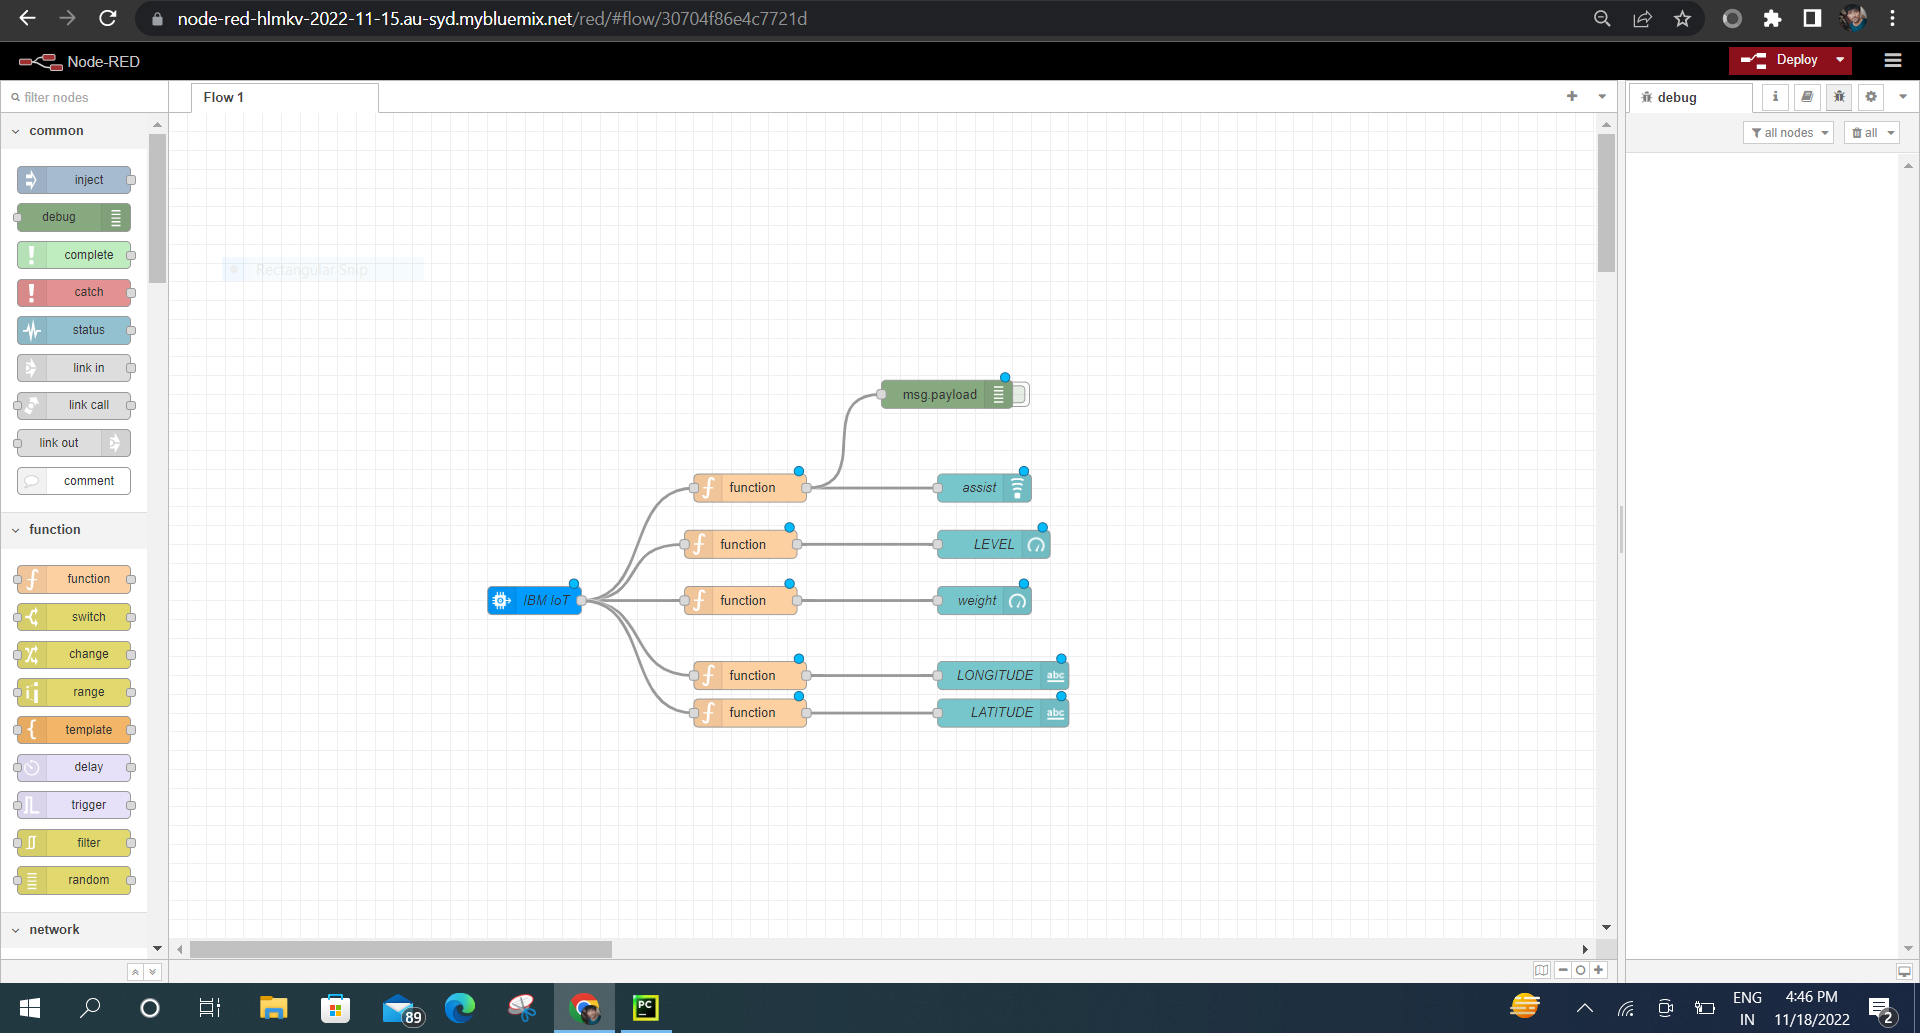 node-red-hlmkv-2022-11-15.au-syd.mybluemix.net/red/#flow/30704f86e4c7721d
Node-RED
Deploy
filter nodes
Flow 1
debug
i
common
all nodes
all
inject
debug
complete
catch
status
link in
link call
link out
comment
function
function
switch
change
range
template
delay
trigger
filter
random
network
Rectangular Snip
msg.payload
function
assist
function
LEVEL
IBM IoT
function
weight
function
LONGITUDE
abc
function
LATITUDE
abc
89
PC
ENG
IN
4:46 PM
11/18/2022
2